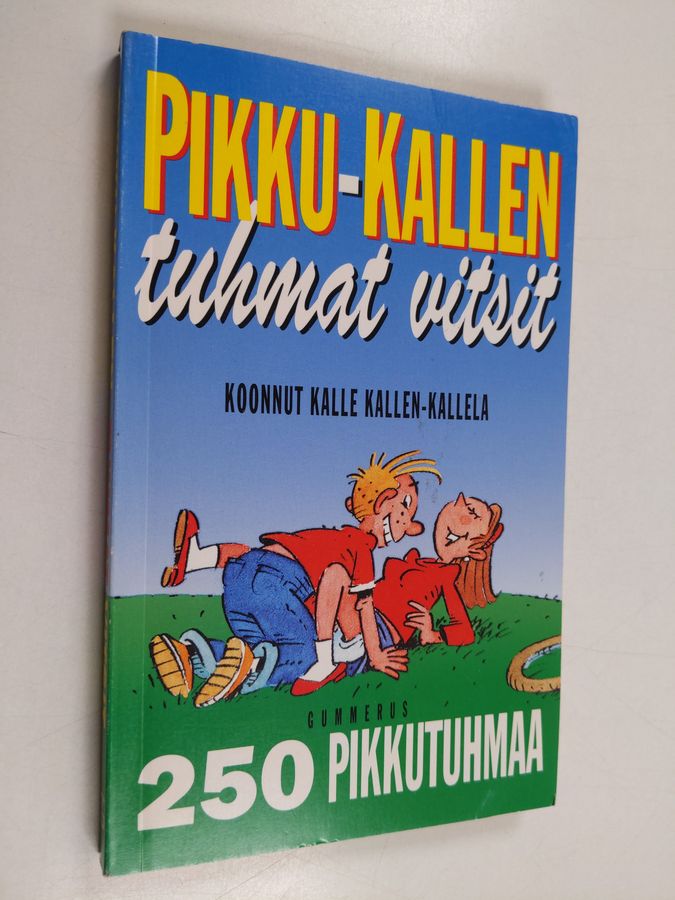 PIKKU-KALLEN
tuhmat vitsit
KOONNUT KALLE KALLEN-KALLELA
GUMMERUS
250 PIKKUTUHMAA